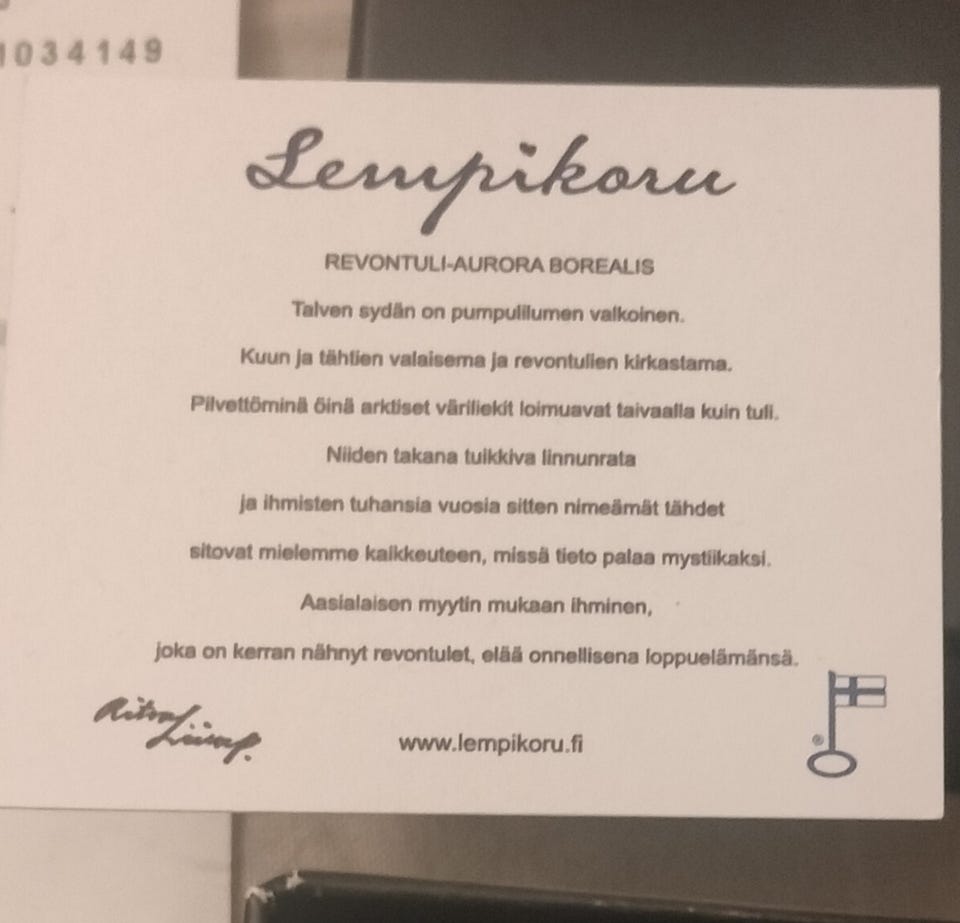 1034149
Lempikoru
REVONTULI-AURORA BOREALIS
Talven sydän on pumpulilumen valkoinen.
Kuun ja tähtien valaisema ja revontulien kirkastama.
Pilvettöminä öinä arktiset väriliekit loimuavat taivaalla kuin tuli.
Niiden takana tuikkiva linnunrata
ja ihmisten tuhansia vuosia sitten nimeämät tähdet
sitovat mielemme kaikkeuteen, missä tieto palaa mystiikaksi.
Aasialaisen myytin mukaan ihminen,
joka on kerran nähnyt revontulet, elää onnellisena loppuelämänsä.
Ritva
www.lempikoru.fi
®